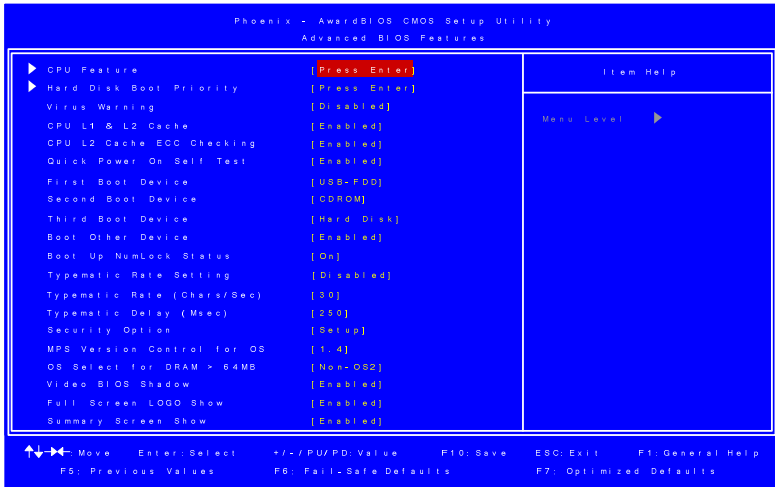 Phoenix - AwardBIOS CMOS Setup Utility
Advanced BIOS Features
CPU Feature [Press Enter]
Hard Disk Boot Priority [Press Enter]
Virus Warning [Disabled]
CPU L1 & L2 Cache [Enabled]
CPU L2 Cache ECC Checking [Enabled]
Quick Power On Self Test [Enabled]
First Boot Device [USB-FDD]
Second Boot Device [CDROM]
Third Boot Device [Hard Disk]
Boot Other Device [Enabled]
Boot Up NumLock Status [On]
Typematic Rate Setting [Disabled]
Typematic Rate (Chars/Sec) [30]
Typematic Delay (Msec) [250]
Security Option [Setup]
MPS Version Control for OS [1.4]
OS Select for DRAM > 64MB [Non-OS2]
Video BIOS Shadow [Enabled]
Full Screen LOGO Show [Enabled]
Summary Screen Show [Enabled]
Item Help
Menu Level
: Move Enter: Select +/-/PU/PD: Value F10: Save ESC: Exit F1: General Help
F5: Previous Values F6: Fail-Safe Defaults F7: Optimized Defaults